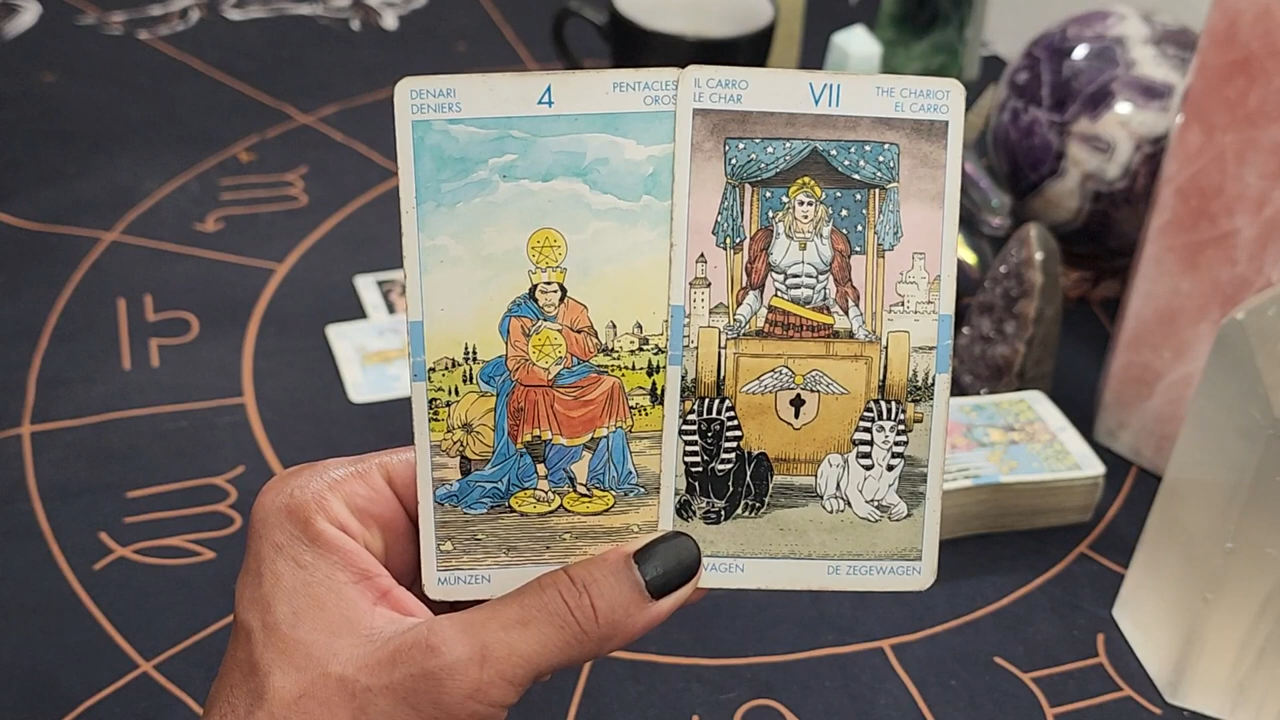 DENARI
DENIERS
4
PENTACLES
OROS
MÜNZEN
IL CARRO
LE CHAR
VII
THE CHARIOT
EL CARRO
WAGEN
DE ZEGEWAGEN